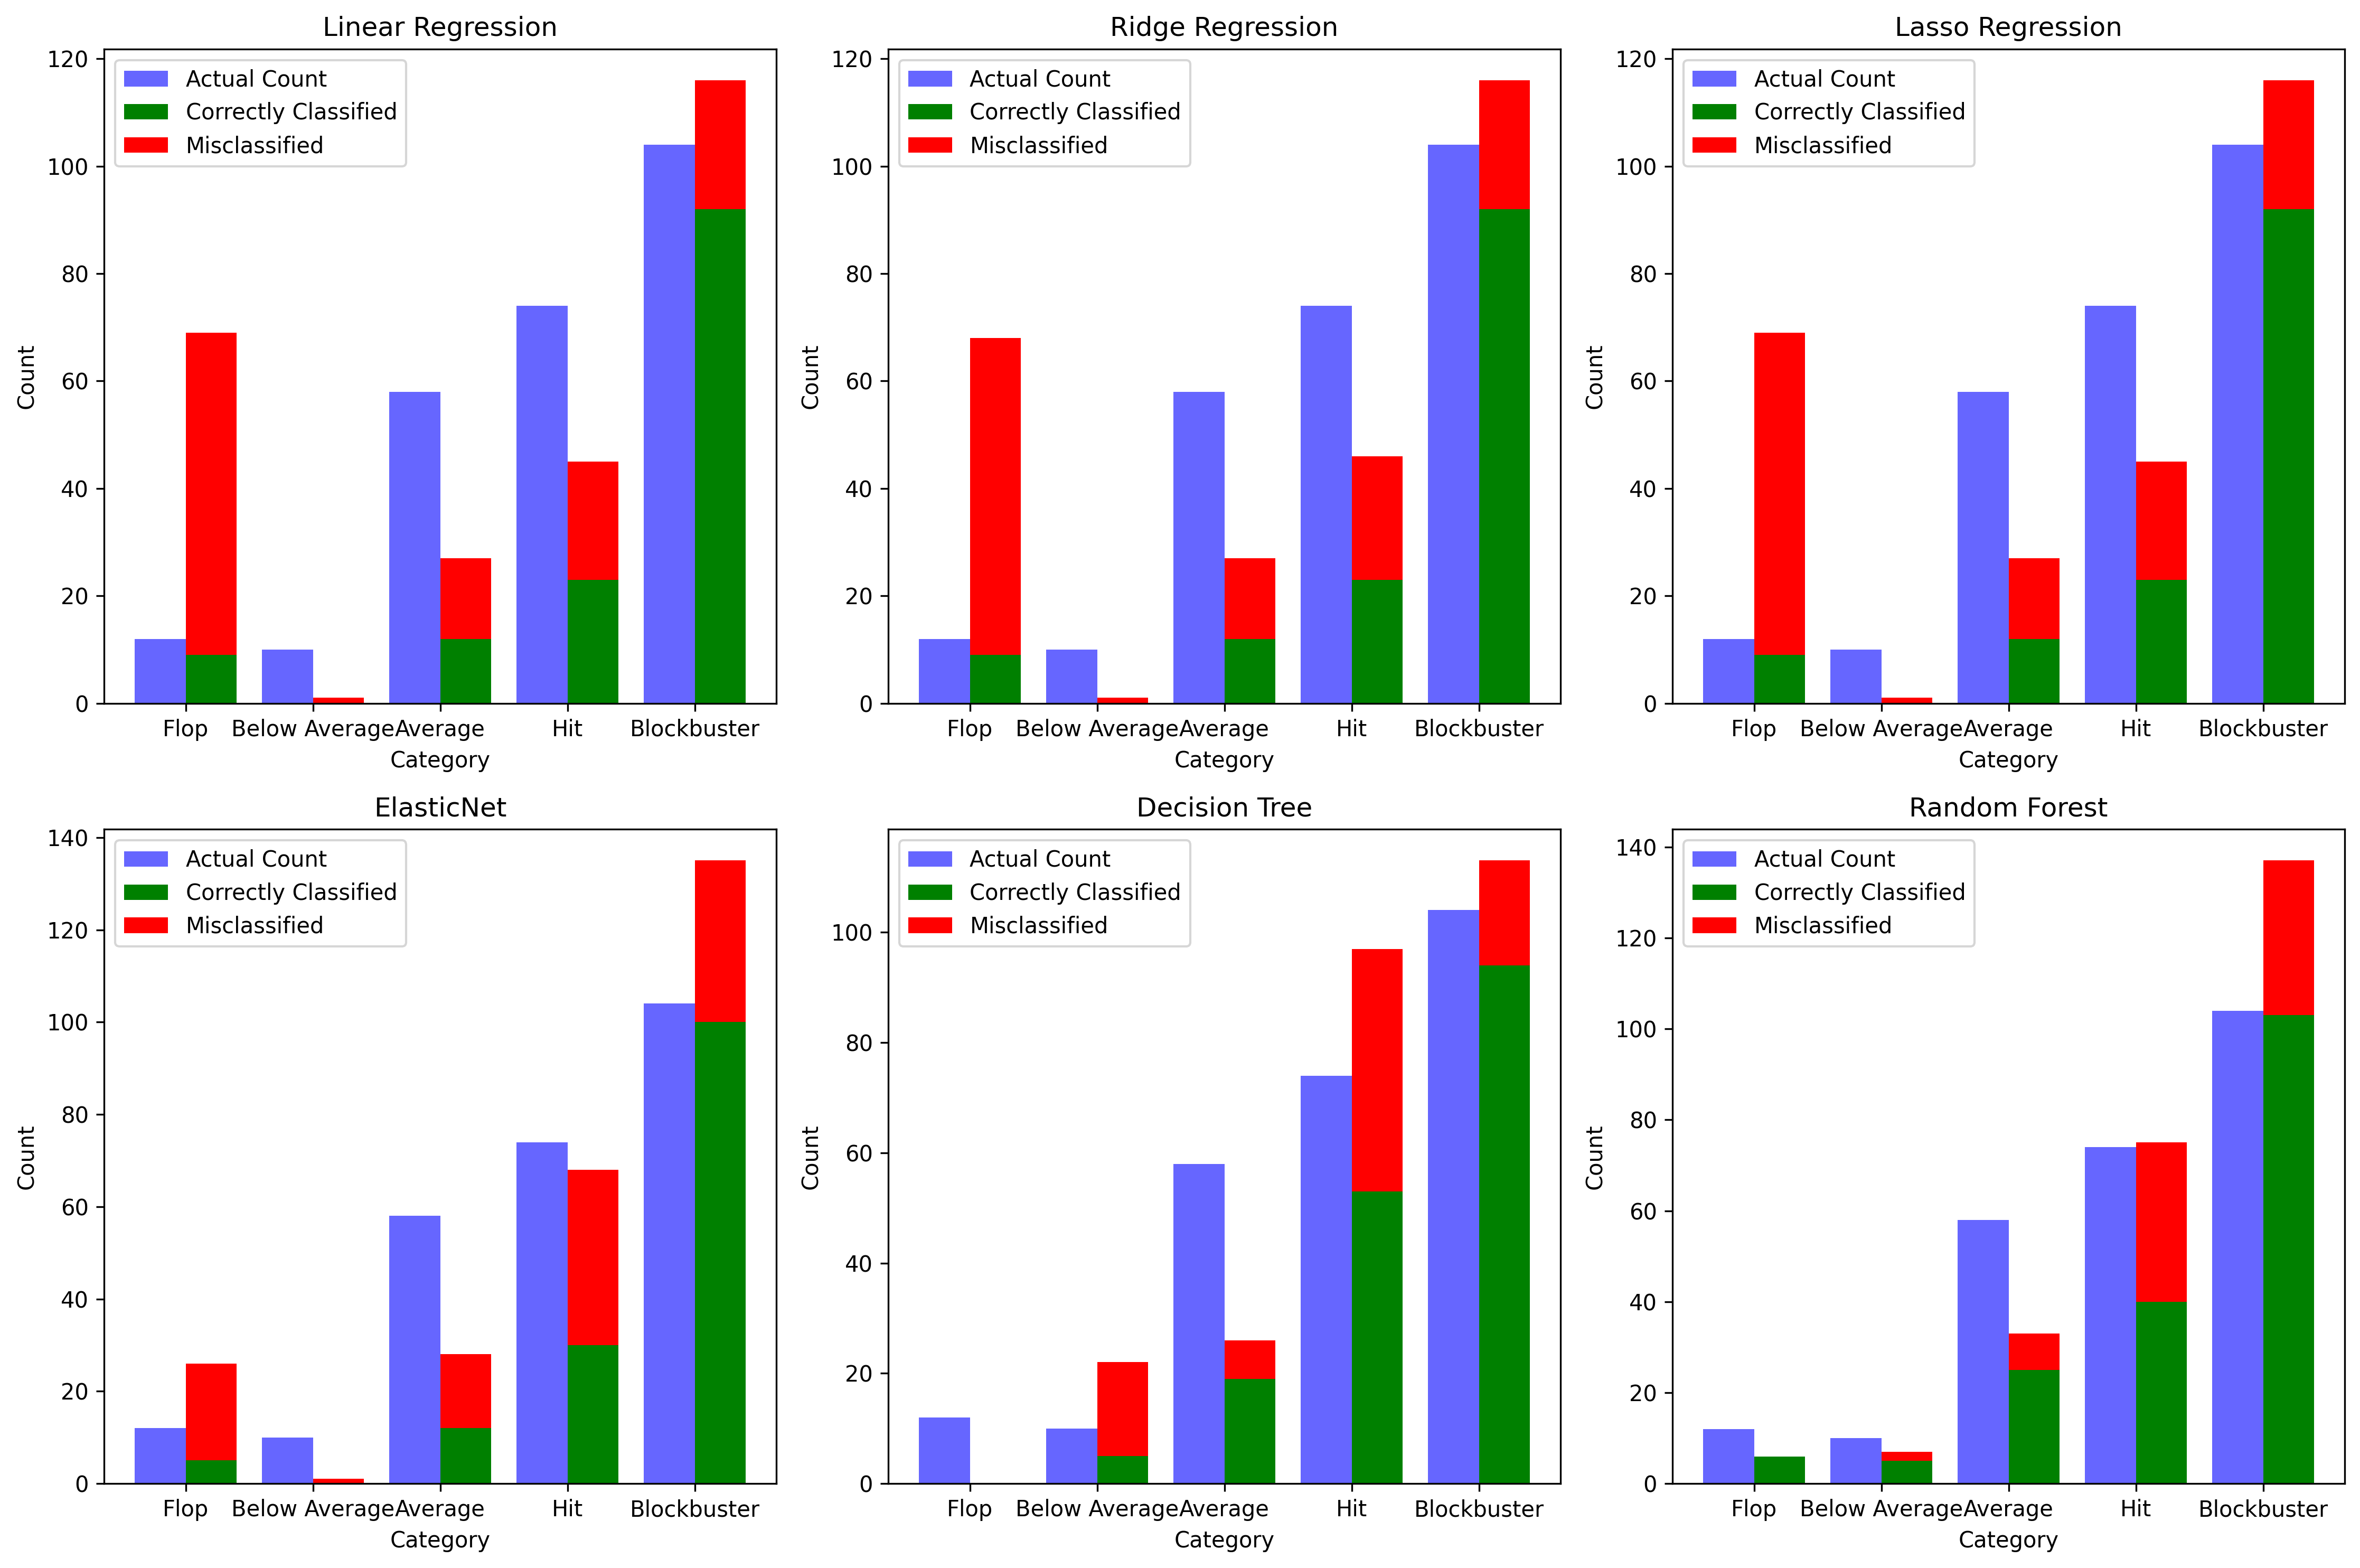 Linear Regression
120
100
80
60
40
20
0
Count
Actual Count
Correctly Classified
Misclassified
Flop Below Average Average Hit Blockbuster
Category
Ridge Regression
120
100
80
60
40
20
0
Count
Actual Count
Correctly Classified
Misclassified
Flop Below Average Average Hit Blockbuster
Category
Lasso Regression
120
100
80
60
40
20
0
Count
Actual Count
Correctly Classified
Misclassified
Flop Below Average Average Hit Blockbuster
Category
ElasticNet
140
120
100
80
60
40
20
0
Count
Actual Count
Correctly Classified
Misclassified
Flop Below Average Average Hit Blockbuster
Category
Decision Tree
100
80
60
40
20
0
Count
Actual Count
Correctly Classified
Misclassified
Flop Below Average Average Hit Blockbuster
Category
Random Forest
140
120
100
80
60
40
20
0
Count
Actual Count
Correctly Classified
Misclassified
Flop Below Average Average Hit Blockbuster
Category